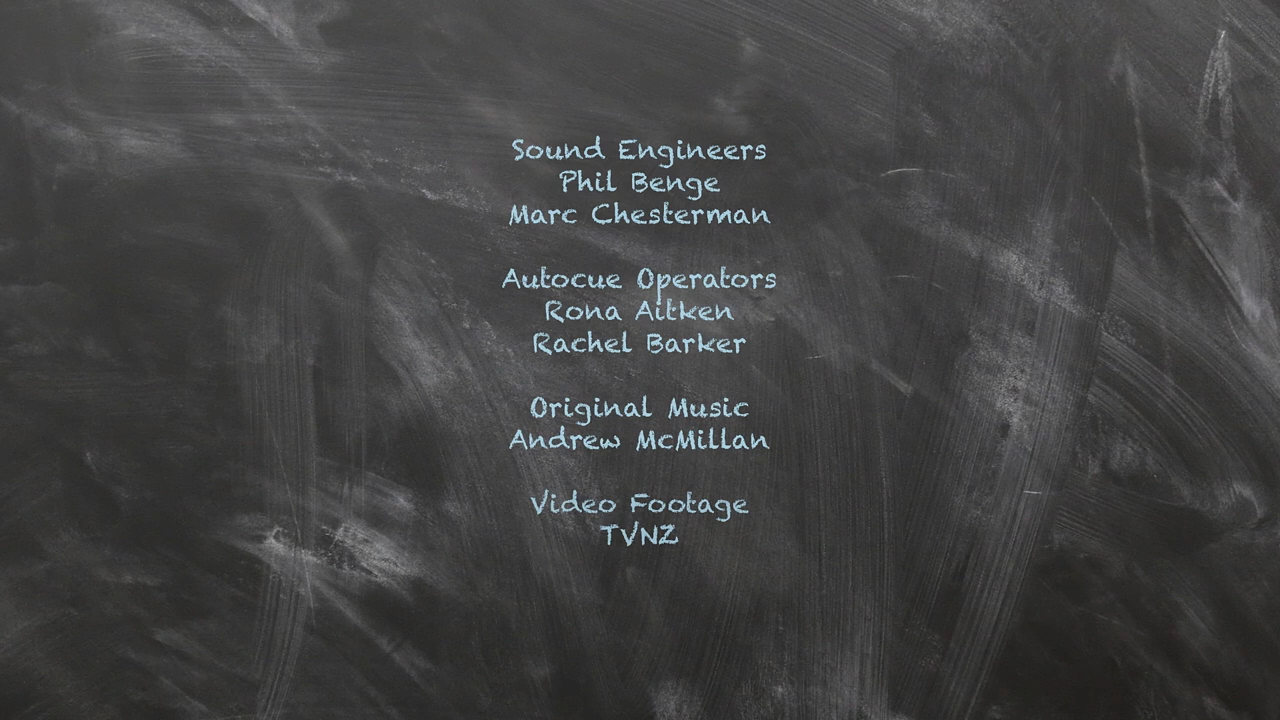 Sound Engineers
Phil Benge
Marc Chesterman
Autocue Operators
Rona Aitken
Rachel Barker
Original Music
Andrew McMillan
Video Footage
TVNZ